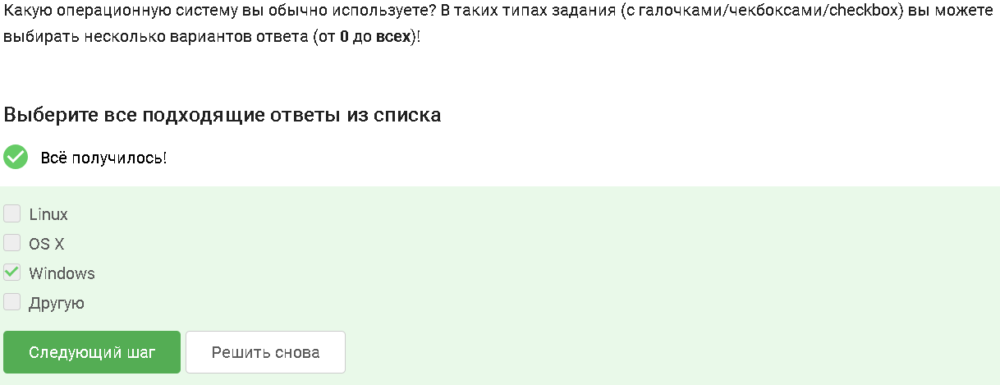 Какую операционную систему вы обычно используете? В таких типах задания (с галочками/чекбоксами/checkbox) вы можете
выбирать несколько вариантов ответа (от 0 до всех)!
Выберите все подходящие ответы из списка
Всё получилось!
Linux
OS X
Windows
Другую
Следующий шаг
Решить снова